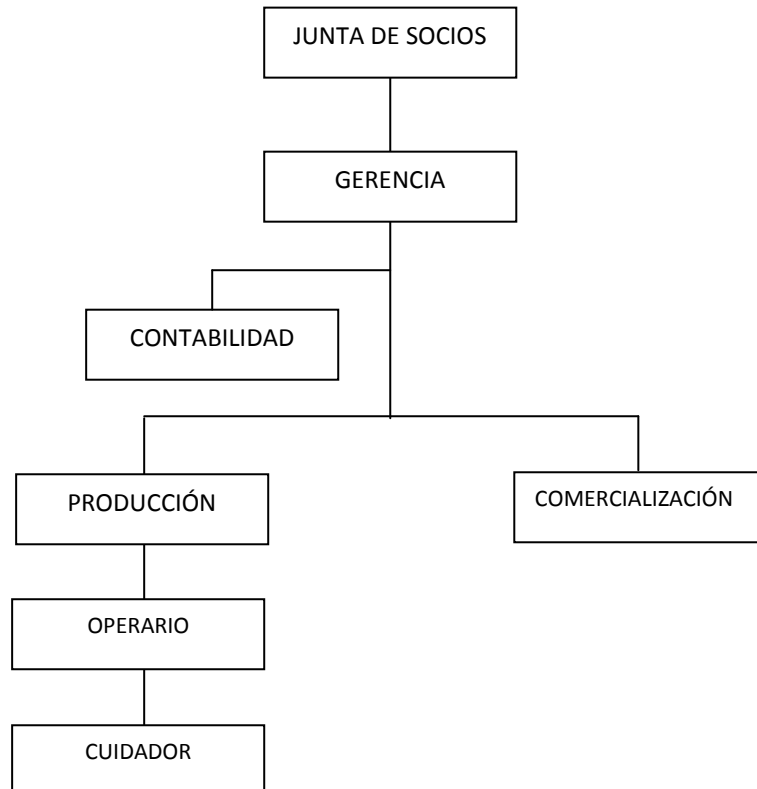 JUNTA DE SOCIOS
GERENCIA
CONTABILIDAD
PRODUCCIÓN
COMERCIALIZACIÓN
OPERARIO
CUIDADOR